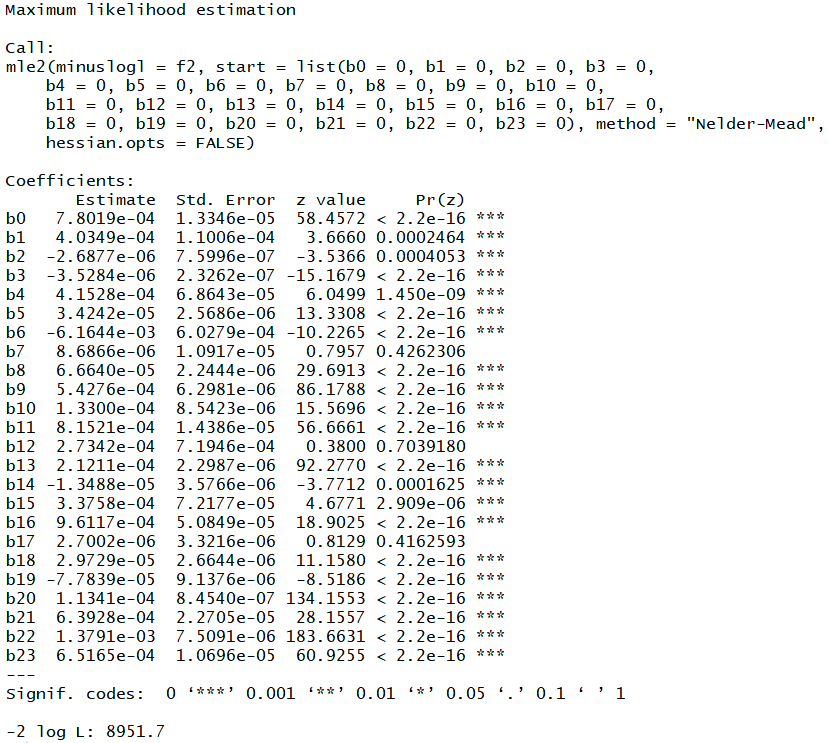 Maximum likelihood estimation
Call:
mle2(minuslogl = f2, start = list(b0 = 0, b1 = 0, b2 = 0, b3 = 0,
    b4 = 0, b5 = 0, b6 = 0, b7 = 0, b8 = 0, b9 = 0, b10 = 0,
    b11 = 0, b12 = 0, b13 = 0, b14 = 0, b15 = 0, b16 = 0, b17 = 0,
    b18 = 0, b19 = 0, b20 = 0, b21 = 0, b22 = 0, b23 = 0), method = "Nelder-Mead",
    hessian.opts = FALSE)
Coefficients:
       Estimate  Std. Error  z value     Pr(z)
b0   7.8019e-04  1.3346e-05  58.4572 < 2.2e-16 ***
b1   4.0349e-04  1.1006e-04   3.6660 0.0002464 ***
b2  -2.6877e-06  7.5996e-07  -3.5366 0.0004053 ***
b3  -3.5284e-06  2.3262e-07 -15.1679 < 2.2e-16 ***
b4   4.1528e-04  6.8643e-05   6.0499 1.450e-09 ***
b5   3.4242e-05  2.5686e-06  13.3308 < 2.2e-16 ***
b6  -6.1644e-03  6.0279e-04 -10.2265 < 2.2e-16 ***
b7   8.6866e-06  1.0917e-05   0.7957 0.4262306
b8   6.6640e-05  2.2444e-06  29.6913 < 2.2e-16 ***
b9   5.4276e-04  6.2981e-06  86.1788 < 2.2e-16 ***
b10  1.3300e-04  8.5423e-06  15.5696 < 2.2e-16 ***
b11  8.1521e-04  1.4386e-05  56.6661 < 2.2e-16 ***
b12  2.7342e-04  7.1946e-04   0.3800 0.7039180
b13  2.1211e-04  2.2987e-06  92.2770 < 2.2e-16 ***
b14 -1.3488e-05  3.5766e-06  -3.7712 0.0001625 ***
b15  3.3758e-04  7.2177e-05   4.6771 2.909e-06 ***
b16  9.6117e-04  5.0849e-05  18.9025 < 2.2e-16 ***
b17  2.7002e-06  3.3216e-06   0.8129 0.4162593
b18  2.9729e-05  2.6644e-06  11.1580 < 2.2e-16 ***
b19 -7.7839e-05  9.1376e-06  -8.5186 < 2.2e-16 ***
b20  1.1341e-04  8.4540e-07 134.1553 < 2.2e-16 ***
b21  6.3928e-04  2.2705e-05  28.1557 < 2.2e-16 ***
b22  1.3791e-03  7.5091e-06 183.6631 < 2.2e-16 ***
b23  6.5165e-04  1.0696e-05  60.9255 < 2.2e-16 ***
---
Signif. codes:  0 ‘***’ 0.001 ‘**’ 0.01 ‘*’ 0.05 ‘.’ 0.1 ‘ ’ 1
-2 log L: 8951.7